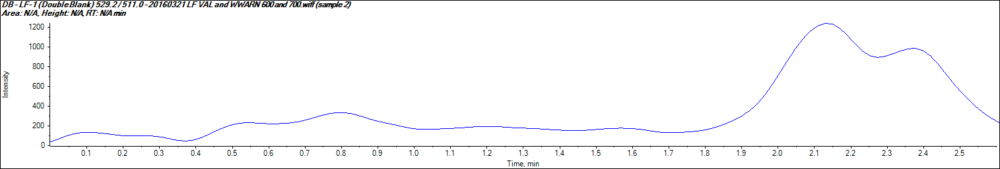 DB - LF-1 (Double Blank) 529.2 / 511.0 - 20160321 LF VAL and WWARN 600 and 700.wiff (sample 2)
Area: N/A, Height: N/A, RT: N/A min
1200
1000
800
600
400
200
0
Intensity
0.1 0.2 0.3 0.4 0.5 0.6 0.7 0.8 0.9 1.0 1.1 1.2 1.3 1.4 1.5 1.6 1.7 1.8 1.9 2.0 2.1 2.2 2.3 2.4 2.5
Time, min